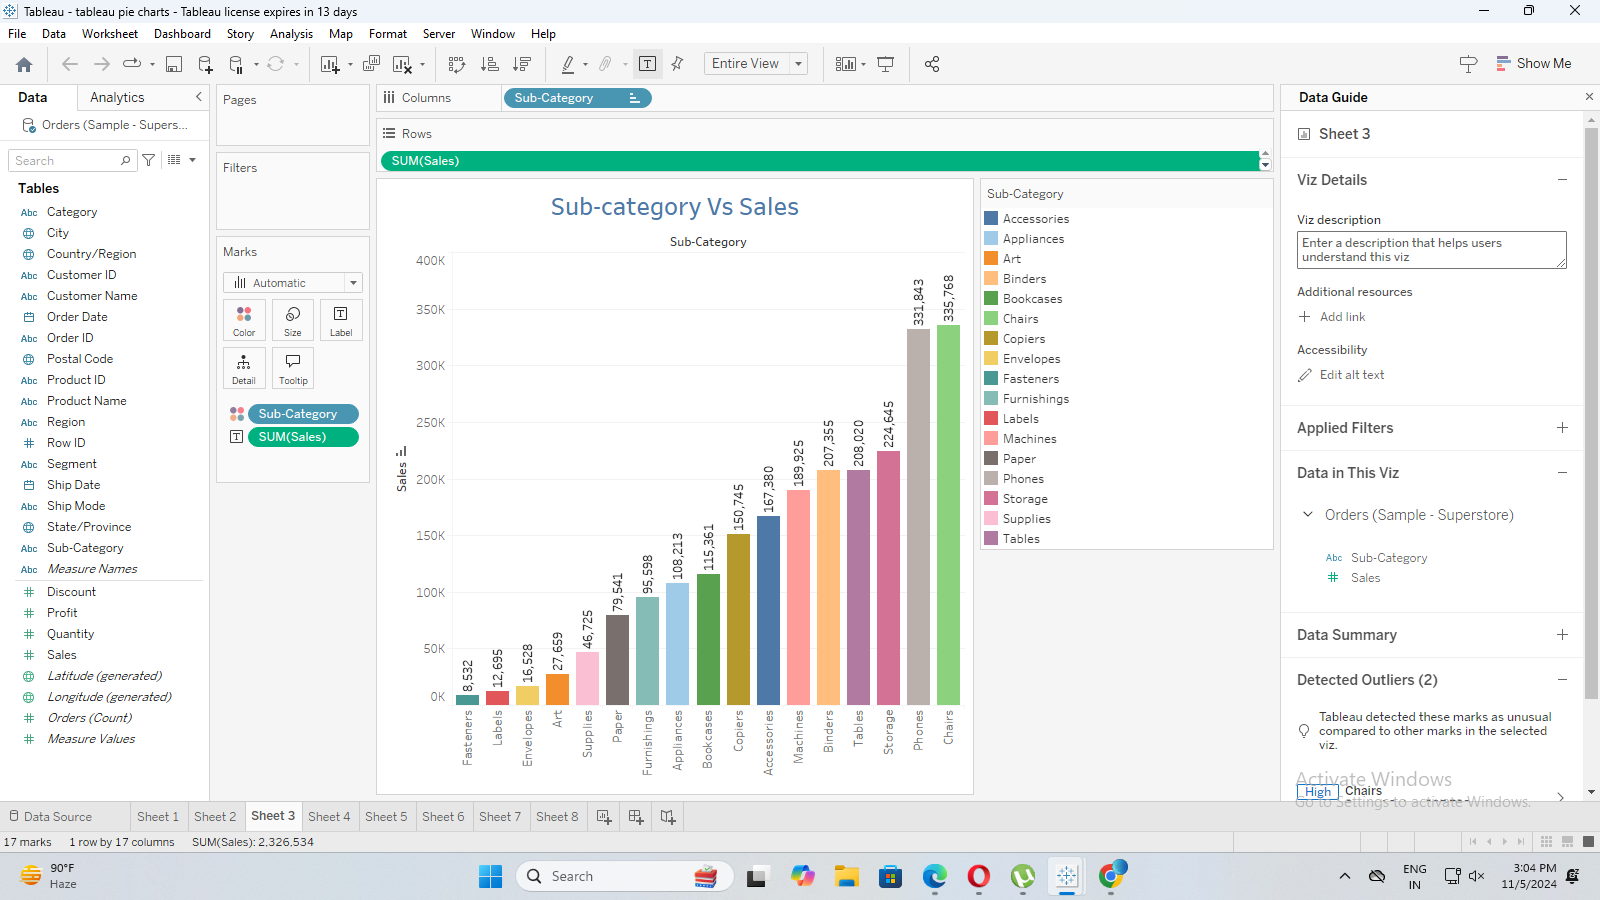 Tableau - tableau pie charts - Tableau license expires in 13 days
File Data Worksheet Dashboard Story Analysis Map Format Server Window Help
Entire View
Show Me
Data
Analytics
Orders (Sample - Supers...
Search
Tables
Abc Category
City
Country/Region
Abc Customer ID
Abc Customer Name
Order Date
Abc Order ID
Postal Code
Abc Product ID
Abc Product Name
Abc Region
# Row ID
Abc Segment
Ship Date
Abc Ship Mode
State/Province
Abc Sub-Category
Abc Measure Names
# Discount
# Profit
# Quantity
# Sales
Latitude (generated)
Longitude (generated)
# Orders (Count)
# Measure Values
Pages
Filters
Marks
Automatic
Color
Size
T Label
Detail
Tooltip
Sub-Category
T SUM(Sales)
Columns
Sub-Category
Rows
SUM(Sales)
Sub-category Vs Sales
Sub-Category
400K
350K
300K
250K
200K
150K
100K
50K
0K
Sales
8,532
12,695
16,528
27,659
46,725
79,541
95,598
108,213
115,361
150,745
167,380
189,925
207,355
208,020
224,645
331,843
335,768
Fasteners
Labels
Envelopes
Art
Supplies
Paper
Furnishings
Appliances
Bookcases
Copiers
Accessories
Machines
Binders
Tables
Storage
Phones
Chairs
Sub-Category
Accessories
Appliances
Art
Binders
Bookcases
Chairs
Copiers
Envelopes
Fasteners
Furnishings
Labels
Machines
Paper
Phones
Storage
Supplies
Tables
Data Guide
Sheet 3
Viz Details
Viz description
Enter a description that helps users
understand this viz
Additional resources
Add link
Accessibility
Edit alt text
Applied Filters
Data in This Viz
Orders (Sample - Superstore)
Abc Sub-Category
# Sales
Data Summary
Detected Outliers (2)
Tableau detected these marks as unusual
compared to other marks in the selected
viz.
Activate Windows
High Chairs
Go to Settings to activate Windows.
Data Source
Sheet 1
Sheet 2
Sheet 3
Sheet 4
Sheet 5
Sheet 6
Sheet 7
Sheet 8
17 marks
1 row by 17 columns
SUM(Sales): 2,326,534
90°F
Haze
Search
ENG
IN
3:04 PM
11/5/2024